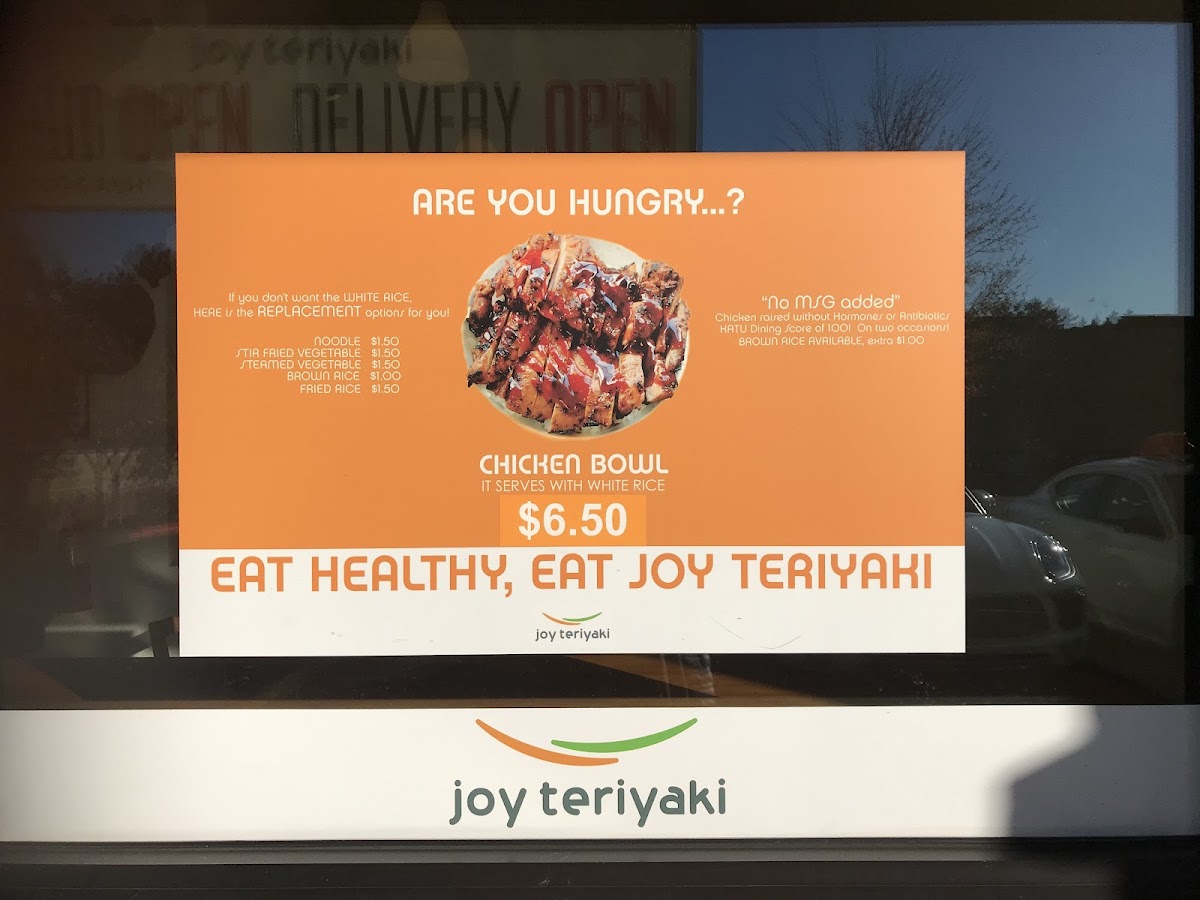 joy teriyaki
OPEN DELIVERY OPEN
ARE YOU HUNGRY...?
If you don't want the WHITE RICE,
HERE is the REPLACEMENT options for you!
NOODLE $1.50
STIR FRIED VEGETABLE $1.50
STEAMED VEGETABLE $1.50
BROWN RICE $1.00
FRIED RICE $1.50
"No MSG added"
Chicken raised without Hormones or Antibiotics
KATU Dining Score of 100! On two occasions!
BROWN RICE AVAILABLE, extra $1.00
CHICKEN BOWL
IT SERVES WITH WHITE RICE
$6.50
EAT HEALTHY, EAT JOY TERIYAKI
joy teriyaki
joy teriyaki